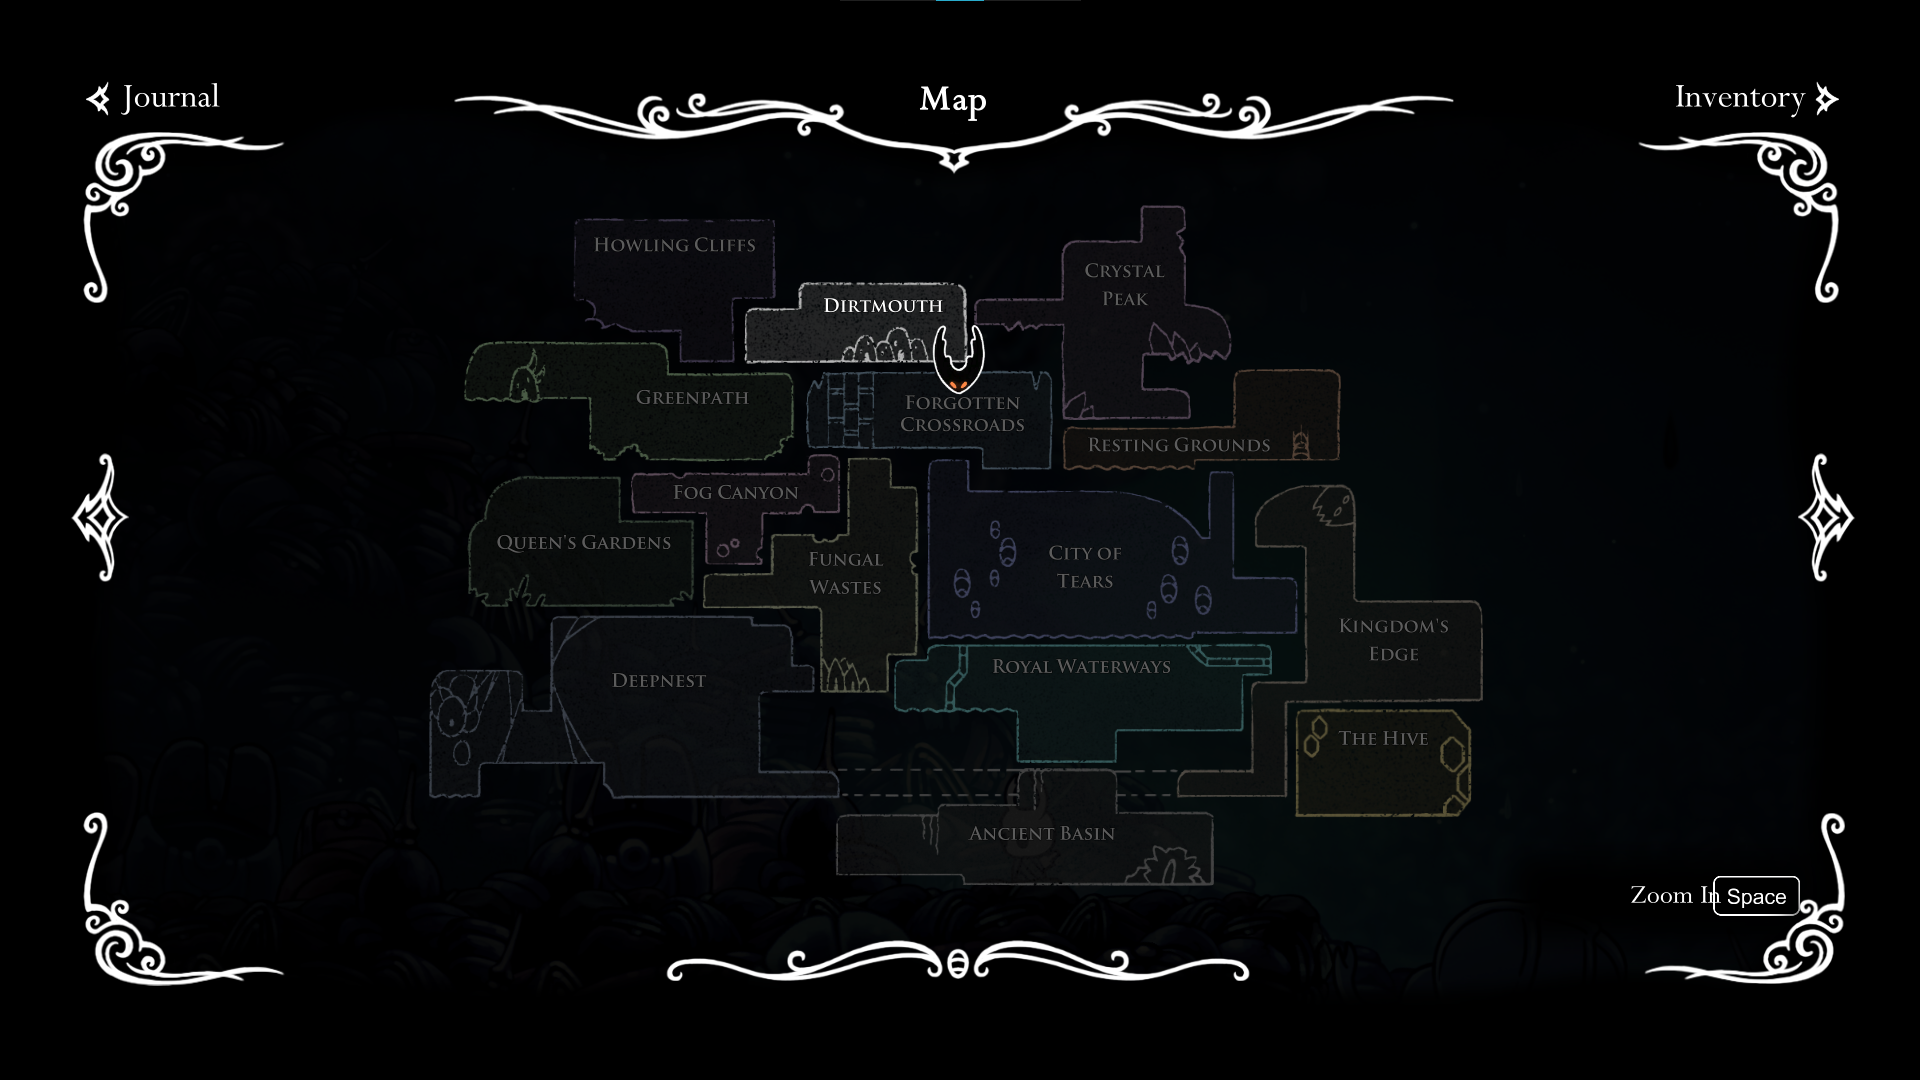 Journal
Map
Inventory
HOWLING CLIFFS
CRYSTAL
PEAK
DIRTMOUTH
GREENPATH
FORGOTTEN
CROSSROADS
RESTING GROUNDS
FOG CANYON
QUEEN'S GARDENS
FUNGAL
WASTES
CITY OF
TEARS
KINGDOM'S
EDGE
ROYAL WATERWAYS
DEEPNEST
THE HIVE
ANCIENT BASIN
Zoom In Space